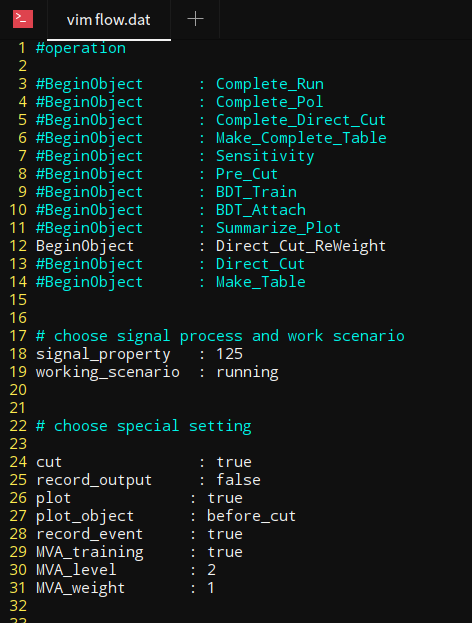 vim flow.dat
1 #operation
2
3 #BeginObject : Complete_Run
4 #BeginObject : Complete_Pol
5 #BeginObject : Complete_Direct_Cut
6 #BeginObject : Make_Complete_Table
7 #BeginObject : Sensitivity
8 #BeginObject : Pre_Cut
9 #BeginObject : BDT_Train
10 #BeginObject : BDT_Attach
11 #BeginObject : Summarize_Plot
12 BeginObject : Direct_Cut_ReWeight
13 #BeginObject : Direct_Cut
14 #BeginObject : Make_Table
15
16
17 # choose signal process and work scenario
18 signal_property : 125
19 working_scenario : running
20
21
22 # choose special setting
23
24 cut : true
25 record_output : false
26 plot : true
27 plot_object : before_cut
28 record_event : true
29 MVA_training : true
30 MVA_level : 2
31 MVA_weight : 1
32
33